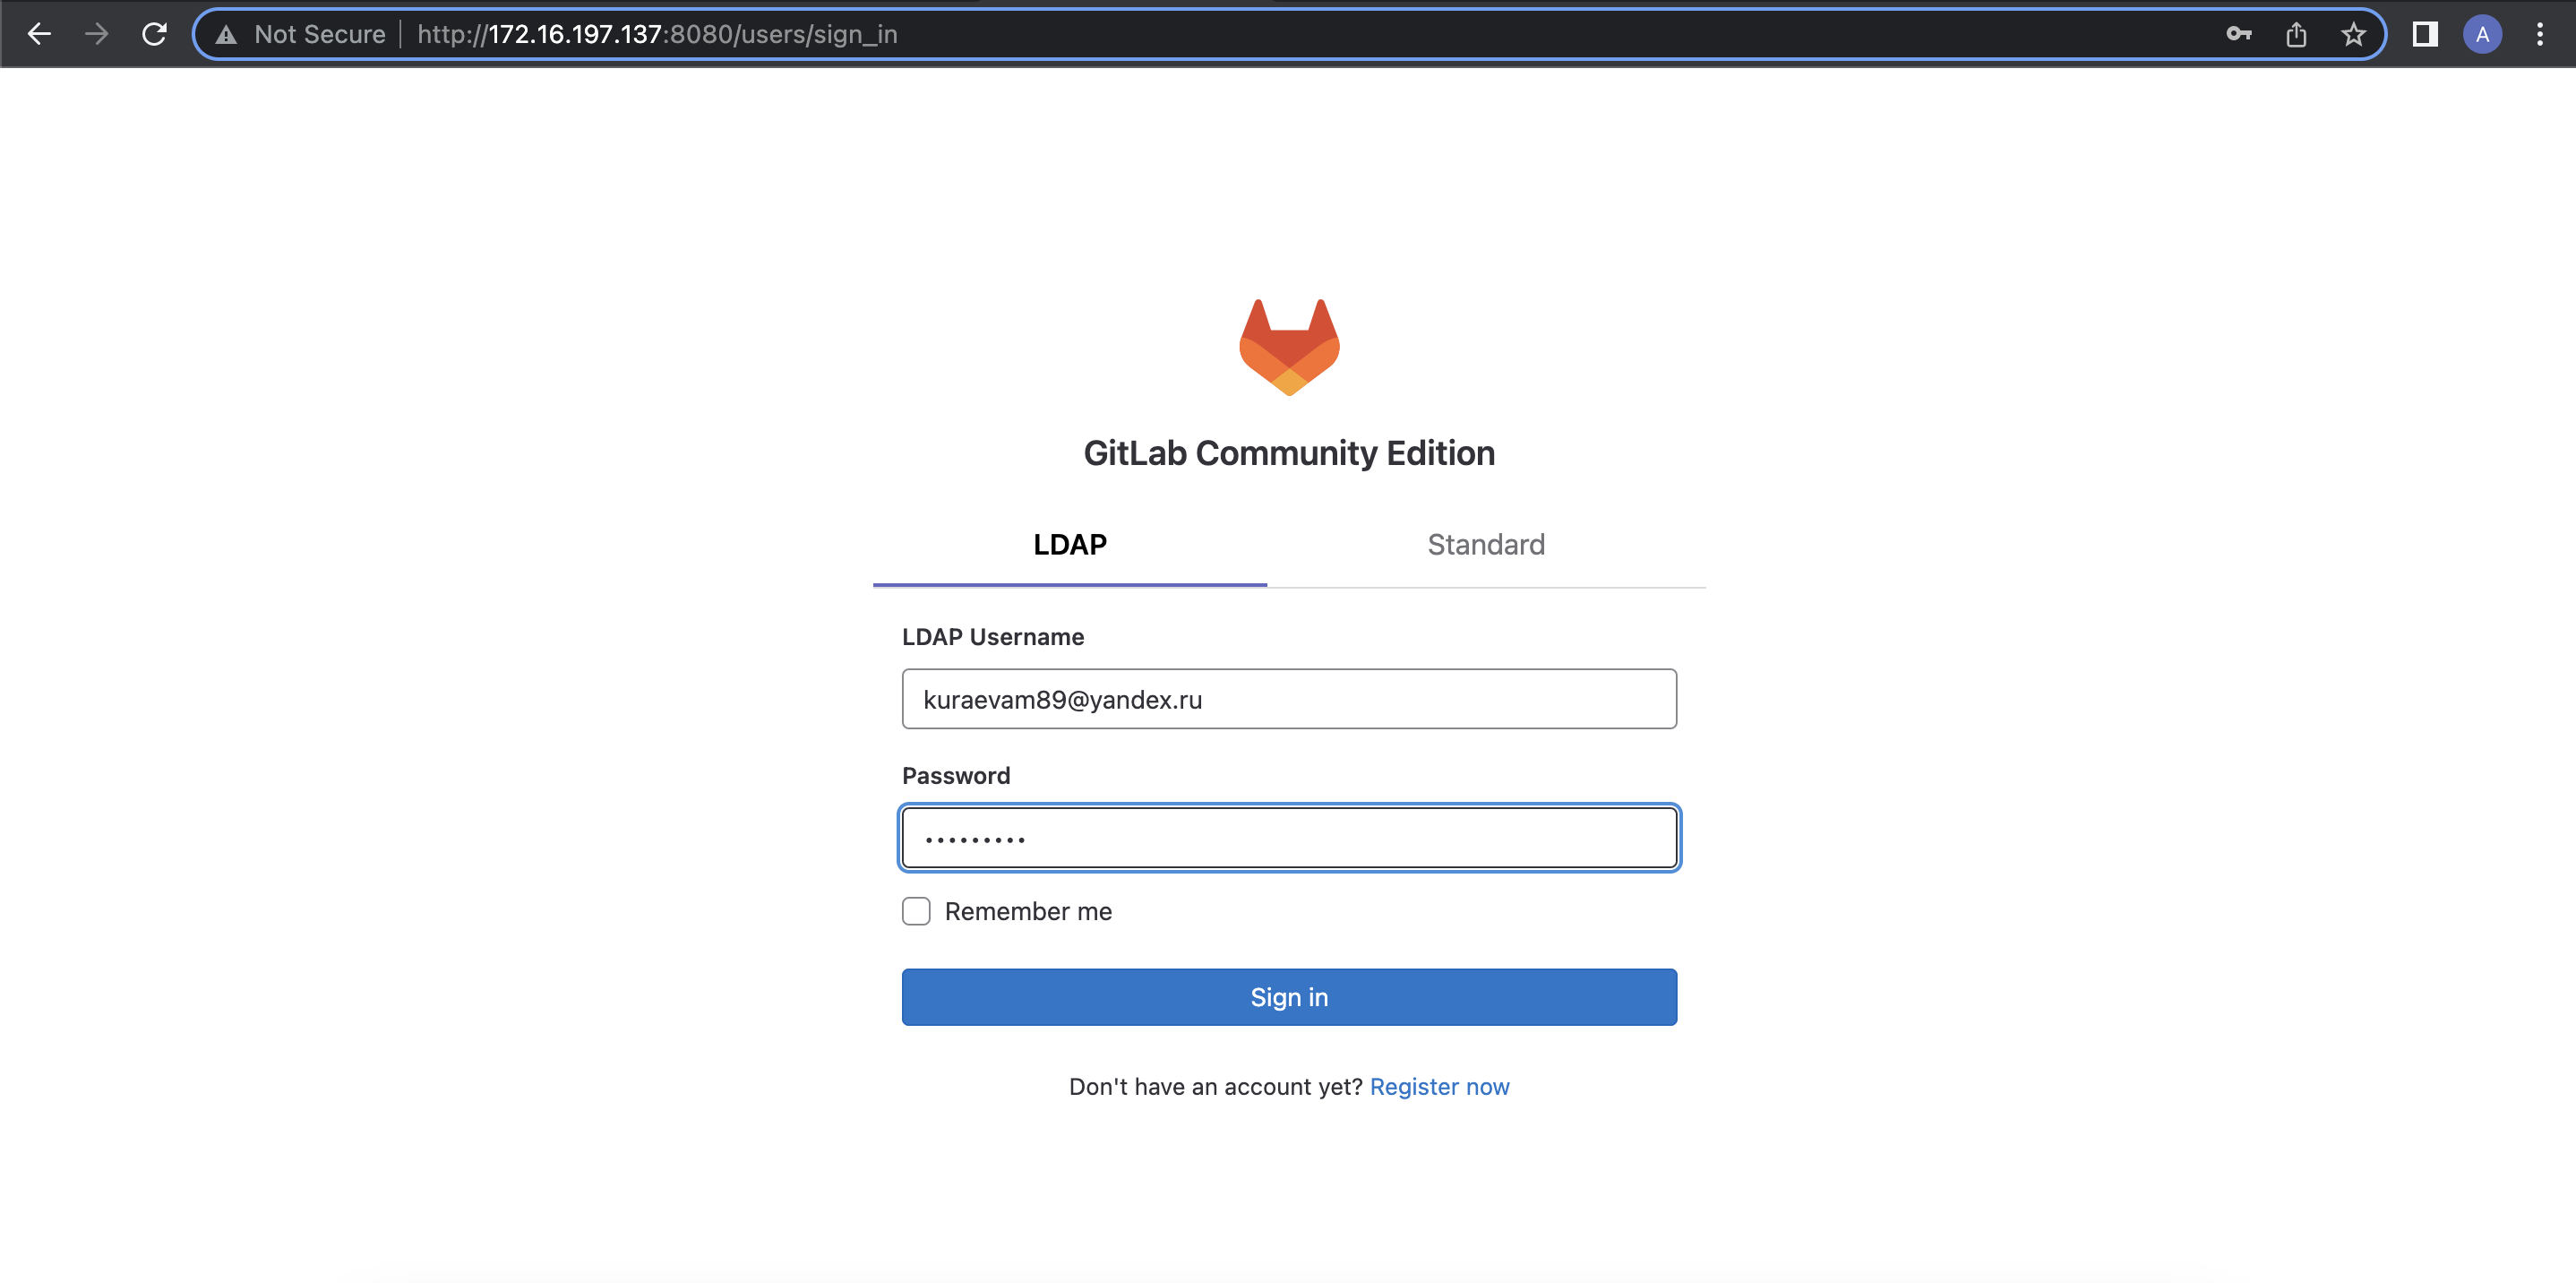 Not Secure | http://172.16.197.137:8080/users/sign_in
A
GitLab Community Edition
LDAP
Standard
LDAP Username
kuraevam89@yandex.ru
Password
•••••••••
Remember me
Sign in
Don't have an account yet? Register now